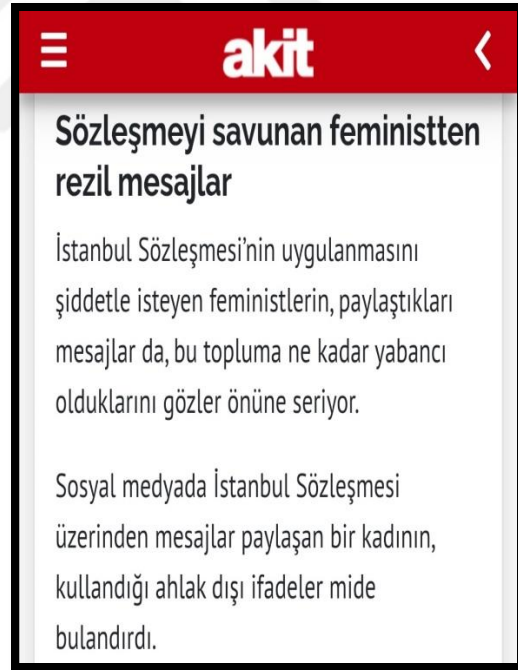 akit
Sözleşmeyi savunan feministten
rezil mesajlar
İstanbul Sözleşmesi'nin uygulanmasını
şiddetle isteyen feministlerin, paylaştıkları
mesajlar da, bu topluma ne kadar yabancı
olduklarını gözler önüne seriyor.
Sosyal medyada İstanbul Sözleşmesi
üzerinden mesajlar paylaşan bir kadının,
kullandığı ahlak dışı ifadeler mide
bulandırdı.